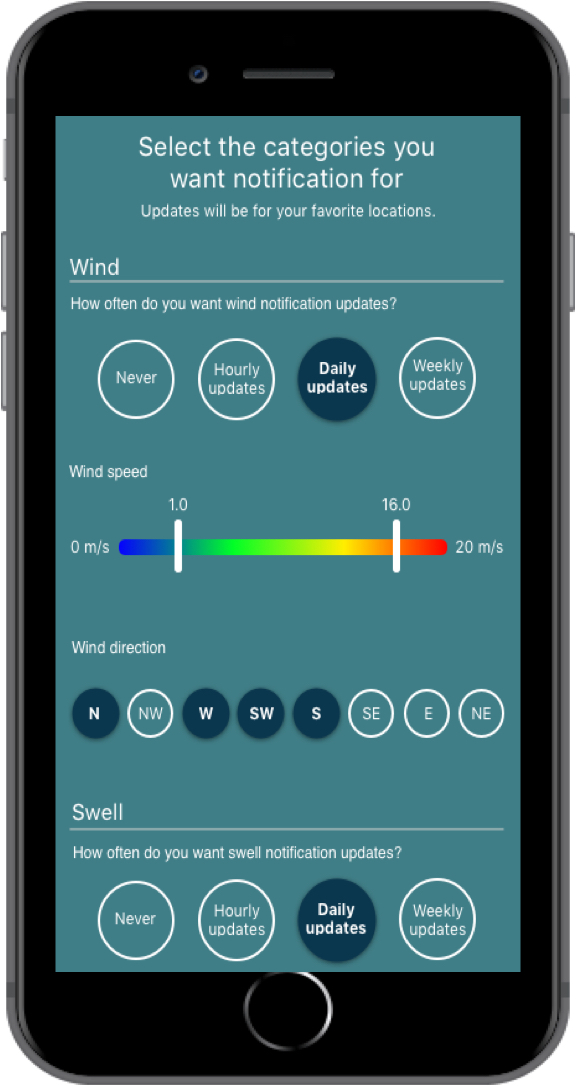 Select the categories you
want notification for
Updates will be for your favorite locations.
Wind
How often do you want wind notification updates?
Never
Hourly
updates
Daily
updates
Weekly
updates
Wind speed
1.0
16.0
0 m/s
20 m/s
Wind direction
N NW W SW S SE E NE
Swell
How often do you want swell notification updates?
Never
Hourly
updates
Daily
updates
Weekly
updates